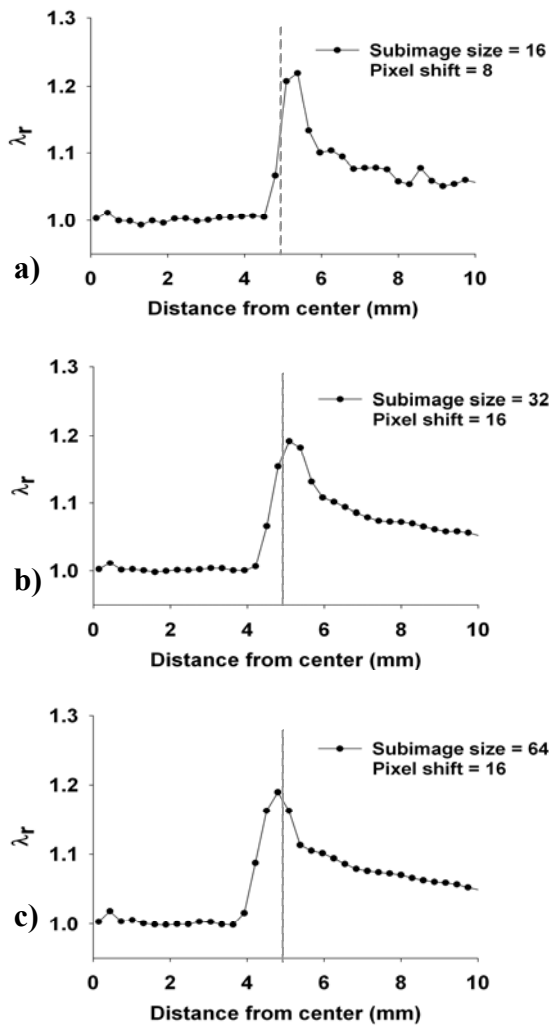 1.3
1.2
1.1
1.0
λr
Subimage size = 16
Pixel shift = 8
a)
0 2 4 6 8 10
Distance from center (mm)
1.3
1.2
1.1
1.0
λr
Subimage size = 32
Pixel shift = 16
b)
0 2 4 6 8 10
Distance from center (mm)
1.3
1.2
1.1
1.0
λr
Subimage size = 64
Pixel shift = 16
c)
0 2 4 6 8 10
Distance from center (mm)